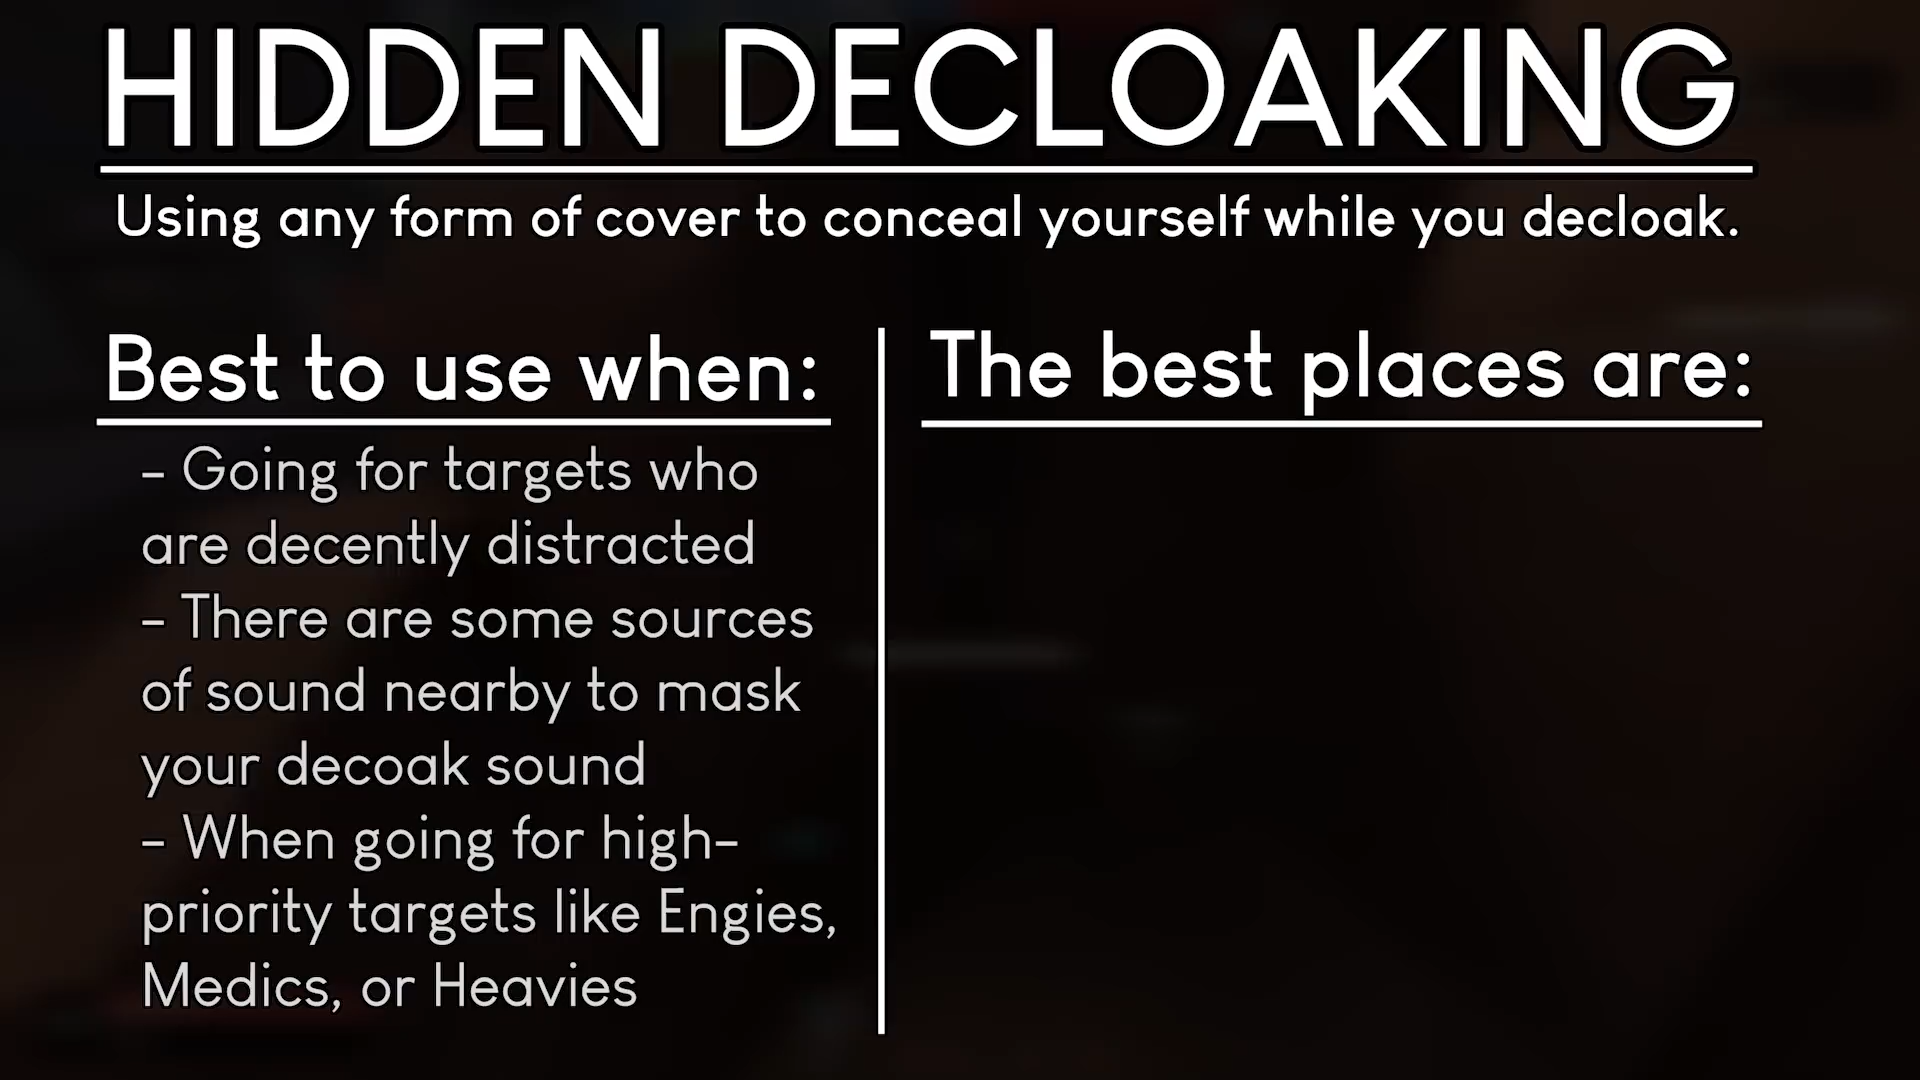 HIDDEN DECLOAKING
Using any form of cover to conceal yourself while you decloak.
Best to use when:
- Going for targets who
are decently distracted
- There are some sources
of sound nearby to mask
your decoak sound
- When going for high-
priority targets like Engies,
Medics, or Heavies
The best places are: